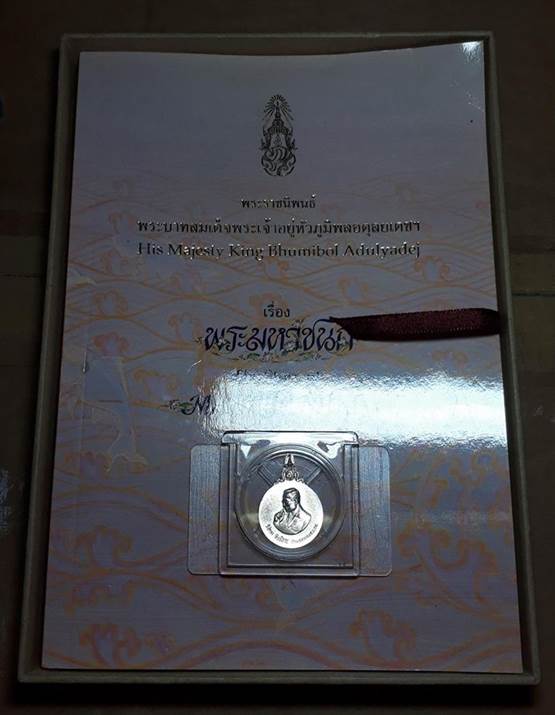 พระราชนิพนธ์
พระบาทสมเด็จพระเจ้าอยู่หัวภูมิพลอดุลยเดชฯ
His Majesty King Bhumibol Adulyadej
เรื่อง
พระมหาชนก